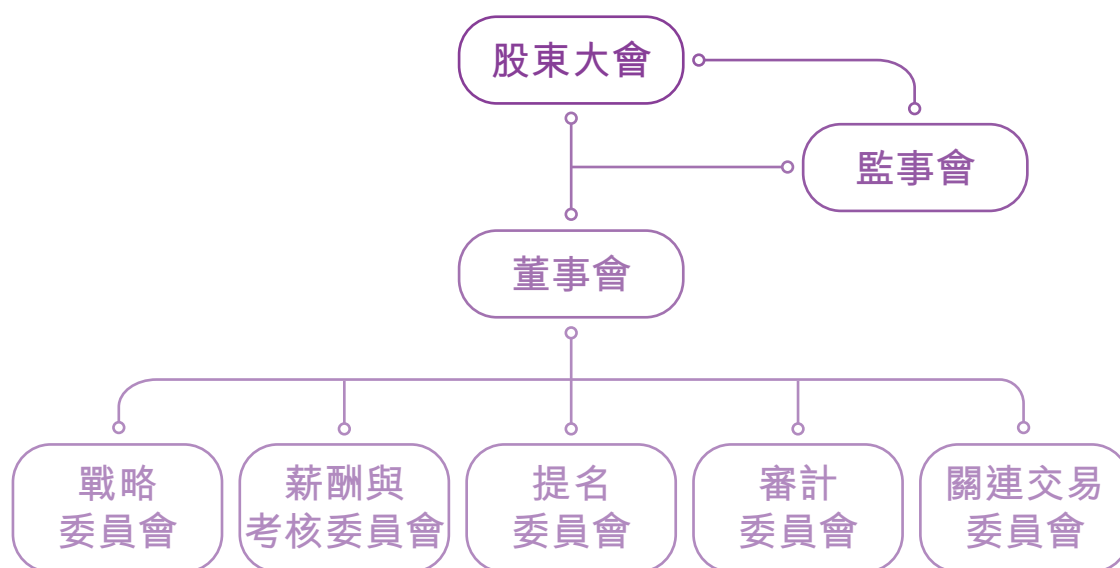 股東大會
監事會
董事會
戰略
委員會
薪酬與
考核委員會
提名
委員會
審計
委員會
關連交易
委員會